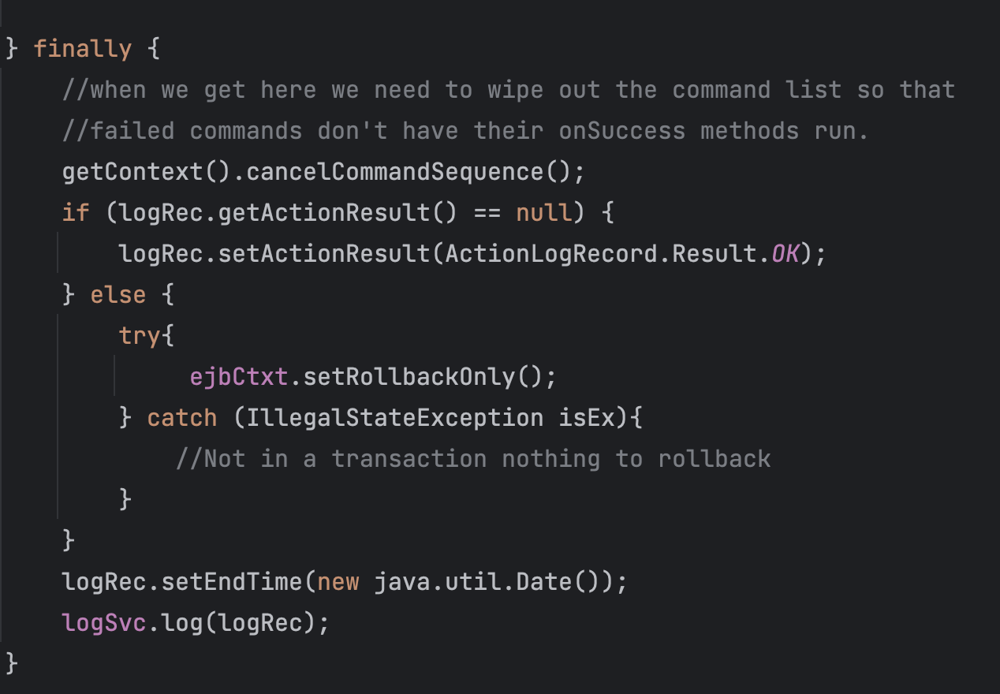 } finally {
    //when we get here we need to wipe out the command list so that
    //failed commands don't have their onSuccess methods run.
    getContext().cancelCommandSequence();
    if (logRec.getActionResult() == null) {
        logRec.setActionResult(ActionLogRecord.Result.OK);
    } else {
        try{
             ejbCtxt.setRollbackOnly();
        } catch (IllegalStateException isEx){
            //Not in a transaction nothing to rollback
        }
    }
    logRec.setEndTime(new java.util.Date());
    logSvc.log(logRec);
}